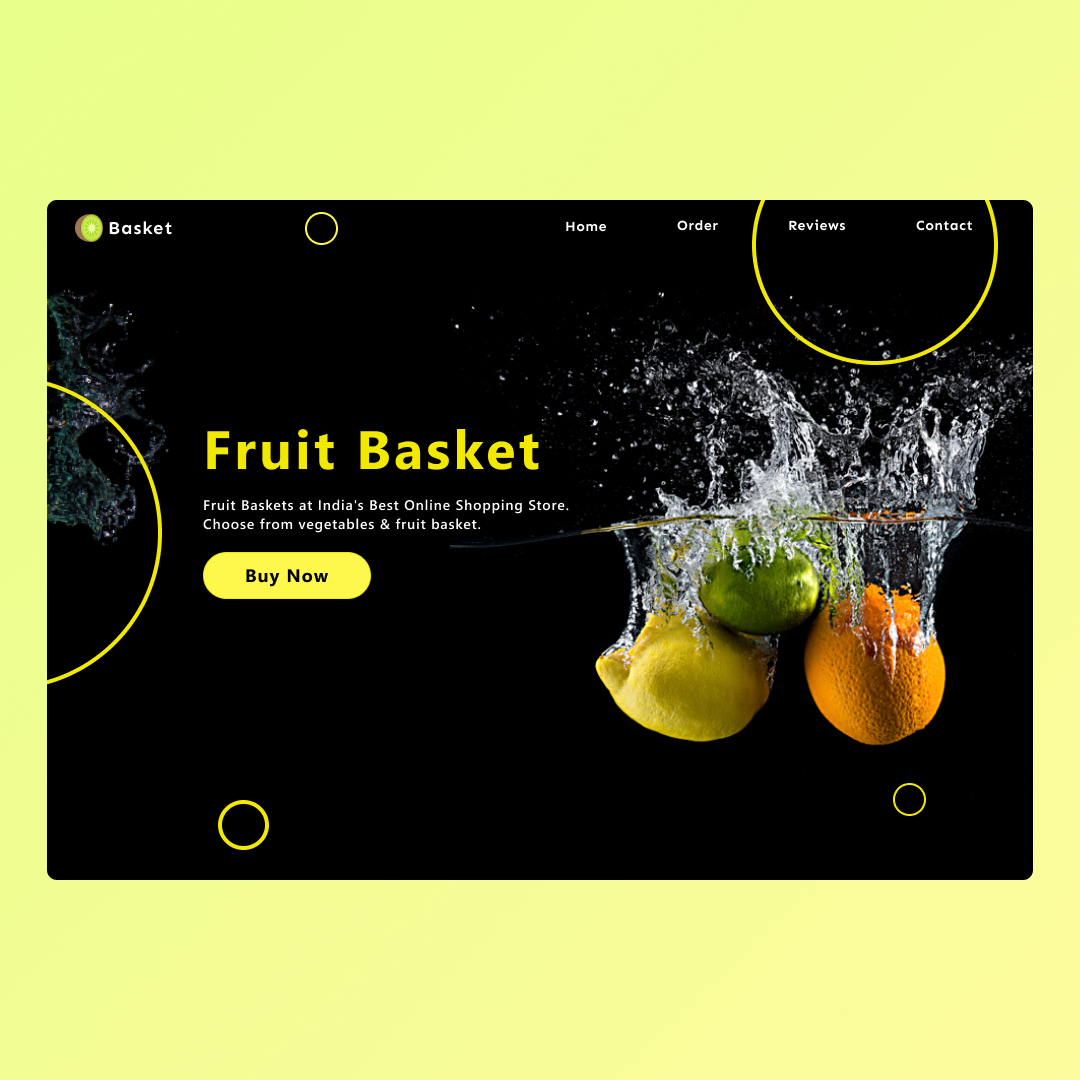 Basket
Home Order Reviews Contact
Fruit Basket
Fruit Baskets at India's Best Online Shopping Store.
Choose from vegetables & fruit basket.
Buy Now